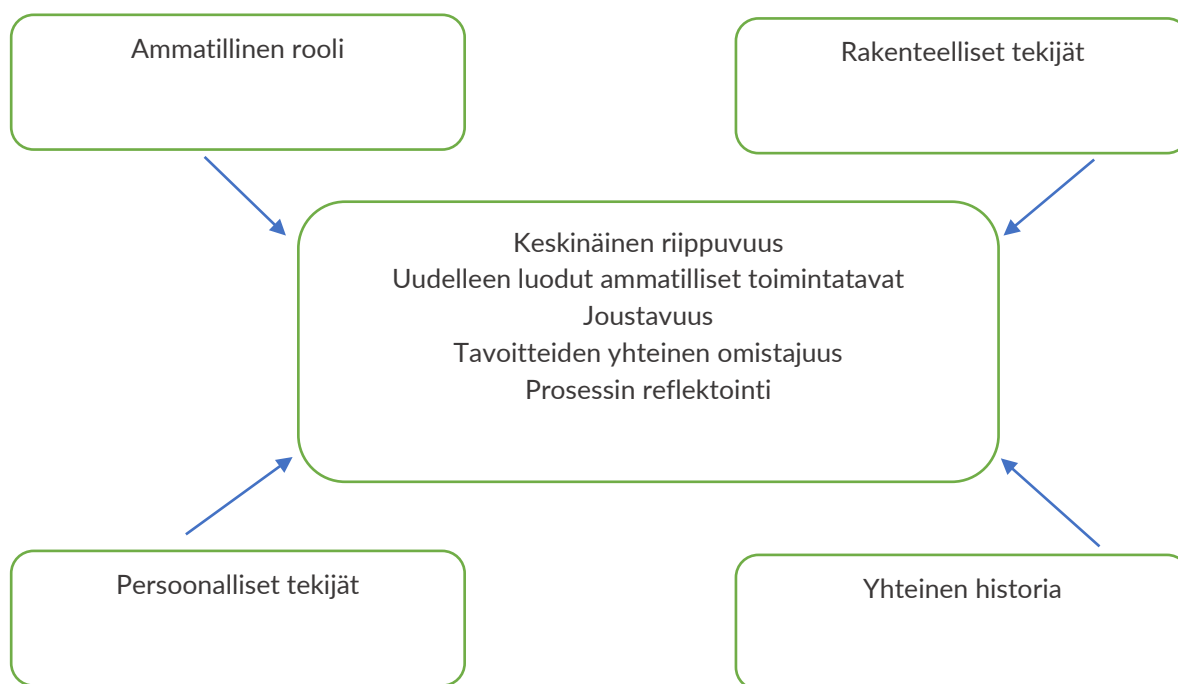 Ammatillinen rooli
Rakenteelliset tekijät
Keskinäinen riippuvuus
Uudelleen luodut ammatilliset toimintatavat
Joustavuus
Tavoitteiden yhteinen omistajuus
Prosessin reflektointi
Persoonalliset tekijät
Yhteinen historia